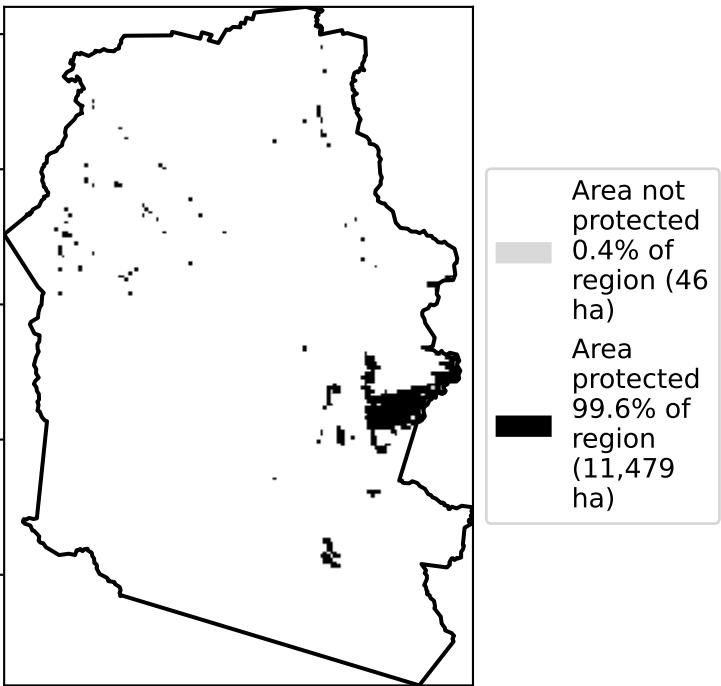 Area not
protected
0.4% of
region (46
ha)
Area
protected
99.6% of
region
(11,479
ha)